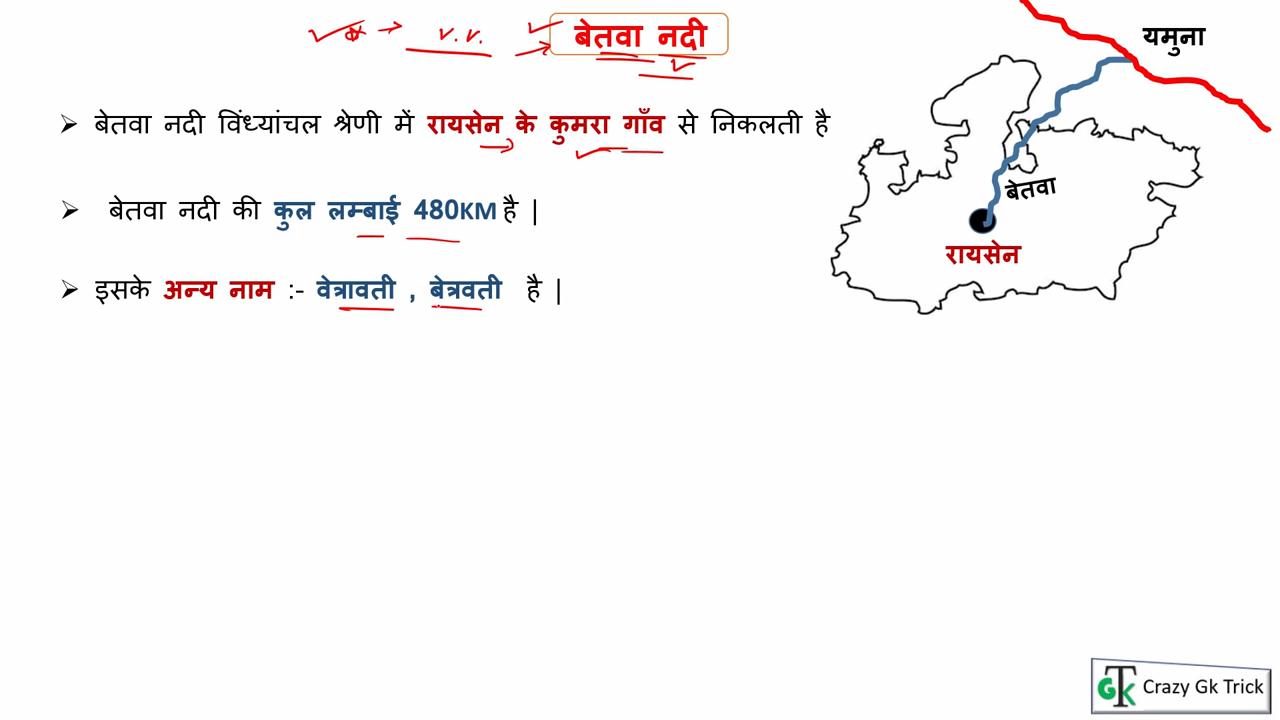 v.v. बेतवा नदी
यमुना
➢ बेतवा नदी विंध्यांचल श्रेणी में रायसेन के कुमरा गाँव से निकलती है
बेतवा
➢ बेतवा नदी की कुल लम्बाई 480KM है |
रायसेन
➢ इसके अन्य नाम :- वेत्रावती , बेत्रवती है |
GTK Crazy Gk Trick